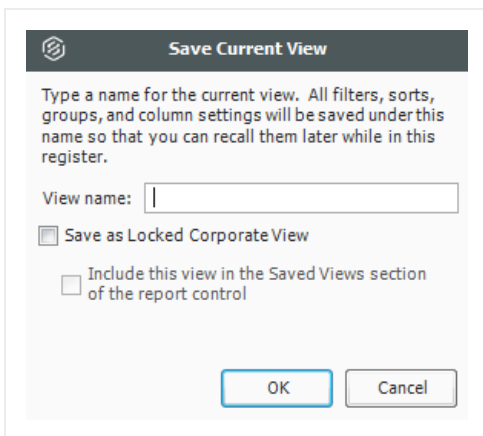 Save Current View
Type a name for the current view. All filters, sorts,
groups, and column settings will be saved under this
name so that you can recall them later while in this
register.
View name:
Save as Locked Corporate View
Include this view in the Saved Views section
of the report control
OK Cancel